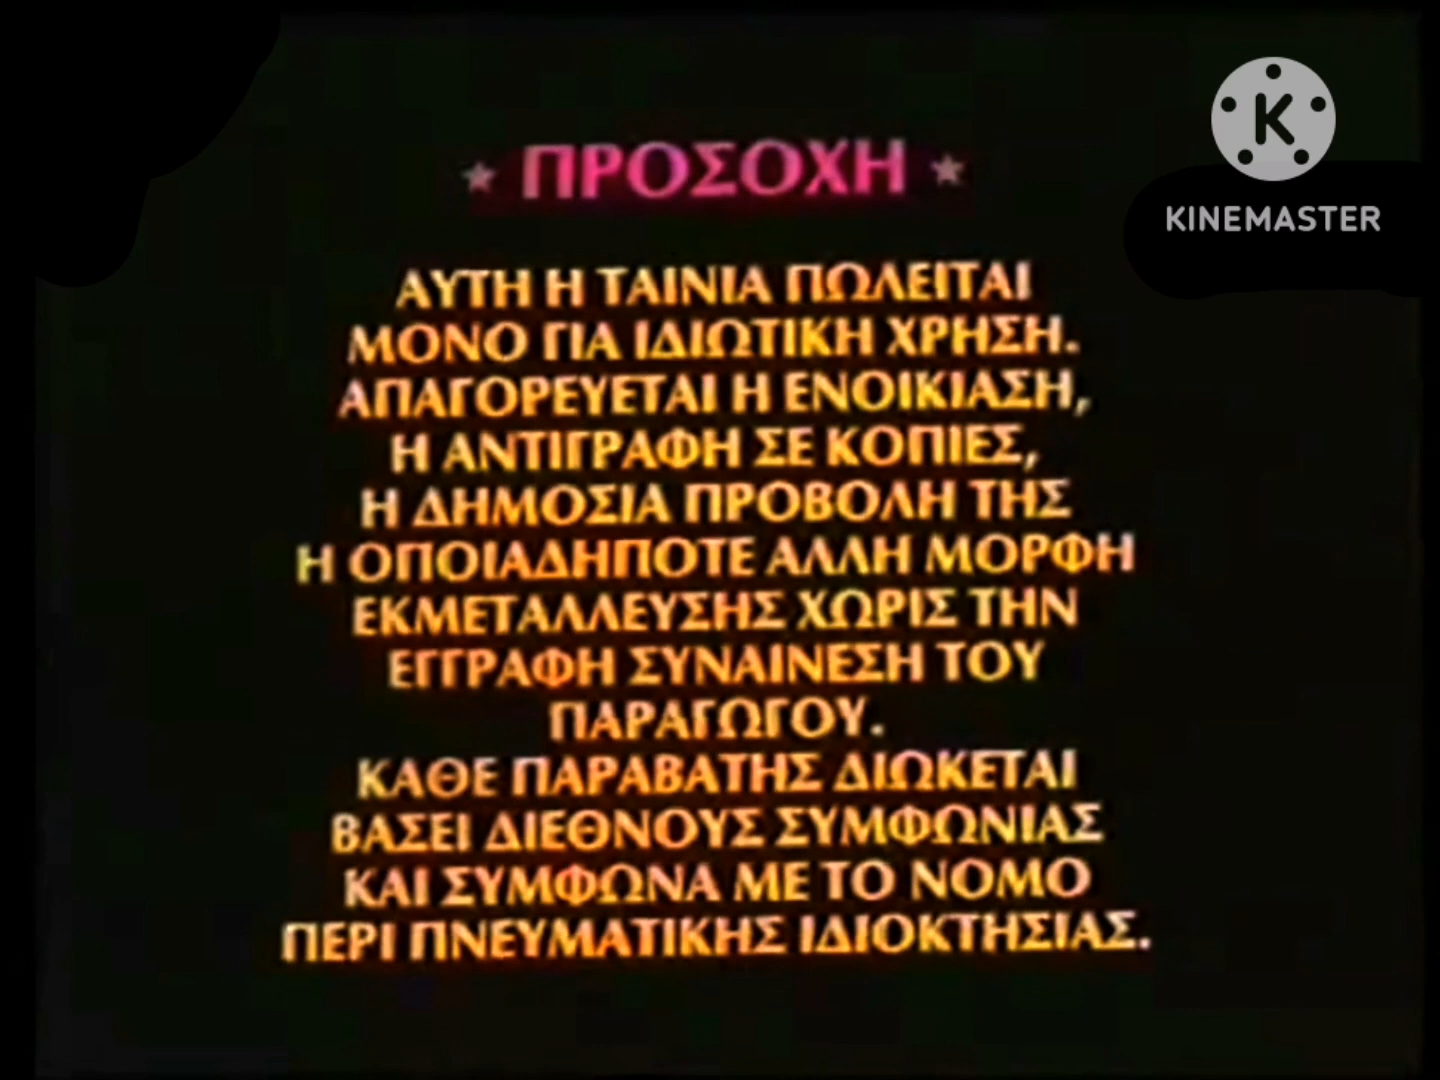 ★ ΠΡΟΣΟΧΗ ★
ΑΥΤΗ Η ΤΑΙΝΙΑ ΠΩΛΕΙΤΑΙ
ΜΟΝΟ ΓΙΑ ΙΔΙΩΤΙΚΗ ΧΡΗΣΗ.
ΑΠΑΓΟΡΕΥΕΤΑΙ Η ΕΝΟΙΚΙΑΣΗ,
Η ΑΝΤΙΓΡΑΦΗ ΣΕ ΚΟΠΙΕΣ,
Η ΔΗΜΟΣΙΑ ΠΡΟΒΟΛΗ ΤΗΣ
Η ΟΠΟΙΑΔΗΠΟΤΕ ΑΛΛΗ ΜΟΡΦΗ
ΕΚΜΕΤΑΛΛΕΥΣΗΣ ΧΩΡΙΣ ΤΗΝ
ΕΓΓΡΑΦΗ ΣΥΝΑΙΝΕΣΗ ΤΟΥ
ΠΑΡΑΓΩΓΟΥ.
ΚΑΘΕ ΠΑΡΑΒΑΤΗΣ ΔΙΩΚΕΤΑΙ
ΒΑΣΕΙ ΔΙΕΘΝΟΥΣ ΣΥΜΦΩΝΙΑΣ
ΚΑΙ ΣΥΜΦΩΝΑ ΜΕ ΤΟ ΝΟΜΟ
ΠΕΡΙ ΠΝΕΥΜΑΤΙΚΗΣ ΙΔΙΟΚΤΗΣΙΑΣ.
K
KINEMASTER